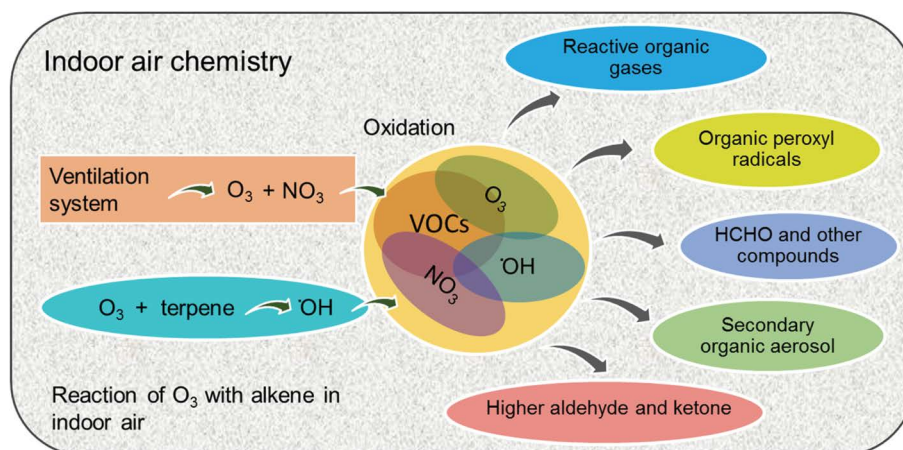 Indoor air chemistry
Oxidation
Ventilation
system
O₃ + NO₃
O₃ + terpene
˙OH
Reaction of O₃ with alkene in
indoor air
VOCs
O₃
NO₃
˙OH
Reactive organic
gases
Organic peroxyl
radicals
HCHO and other
compounds
Secondary
organic aerosol
Higher aldehyde and ketone